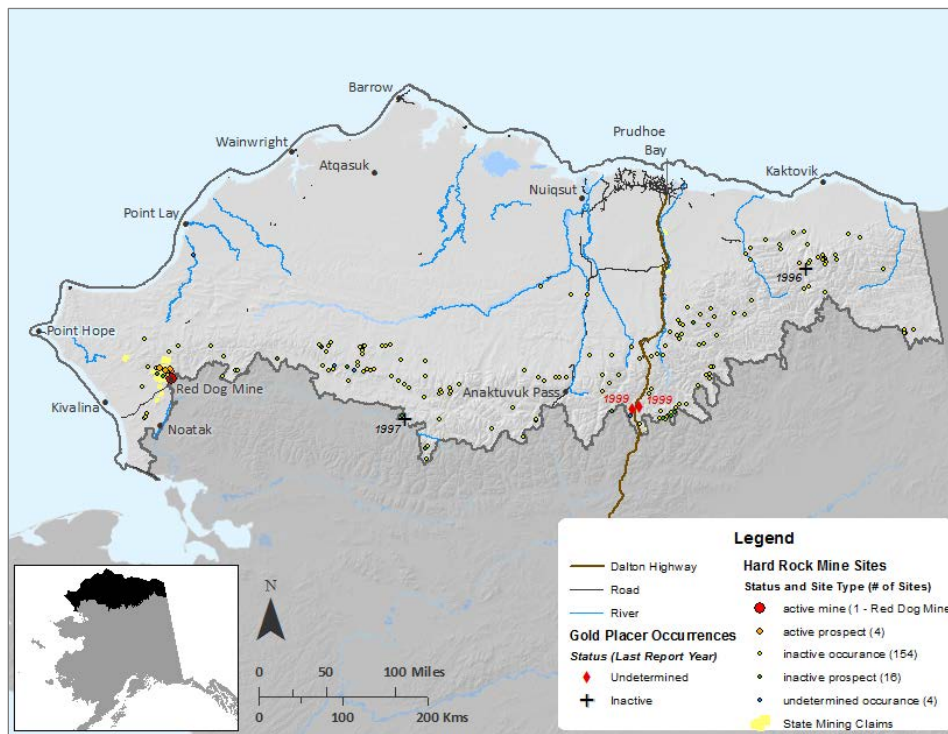 Barrow
Wainwright
Atqasuk
Prudhoe
Bay
Kaktovik
Nuiqsut
Point Lay
1996
Point Hope
Red Dog Mine
Anaktuvuk Pass
Kivalina
1999
1999
1997
Noatak
N
0 50 100 Miles
0 100 200 Kms
Legend
Dalton Highway
Road
River
Gold Placer Occurrences
Status (Last Report Year)
Undetermined
Inactive
Hard Rock Mine Sites
Status and Site Type (# of Sites)
active mine (1 - Red Dog Mine
active prospect (4)
inactive occurance (154)
inactive prospect (16)
undetermined occurance (4)
State Mining Claims